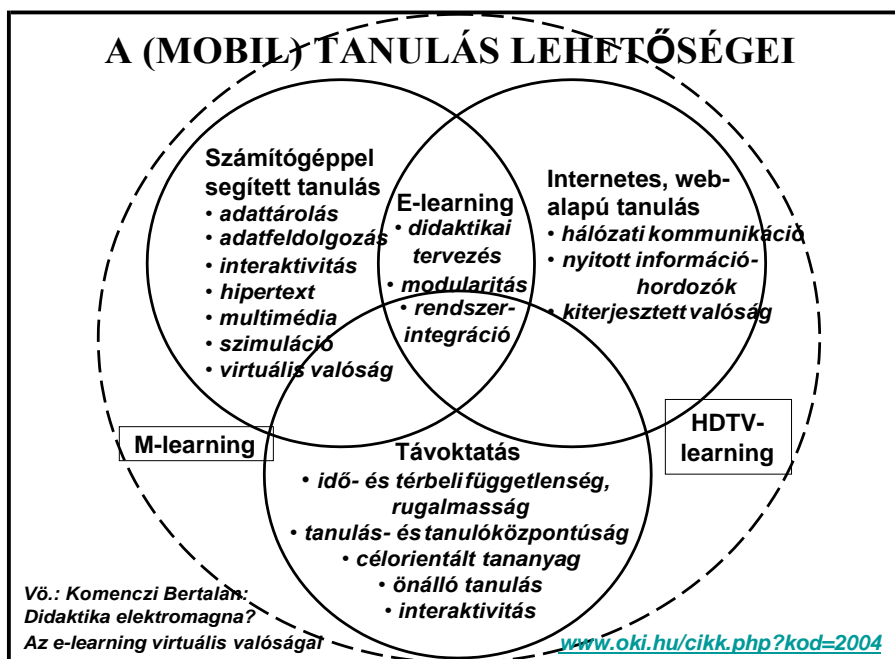 A (MOBIL) TANULÁS LEHETŐSÉGEI
Számítógéppel
segített tanulás
• adattárolás
• adatfeldolgozás
• interaktivitás
• hipertext
• multimédia
• szimuláció
• virtuális valóság
E-learning
• didaktikai
tervezés
• modularitás
• rendszer-
integráció
Internetes, web-
alapú tanulás
• hálózati kommunikáció
• nyitott információ-
hordozók
• kiterjesztett valóság
M-learning
HDTV-
learning
Távoktatás
• idő- és térbeli függetlenség,
rugalmasság
• tanulás- és tanulóközpontúság
• célorientált tananyag
• önálló tanulás
• interaktivitás
Vö.: Komenczi Bertalan:
Didaktika elektromagna?
Az e-learning virtuális valóságai
www.oki.hu/cikk.php?kod=2004